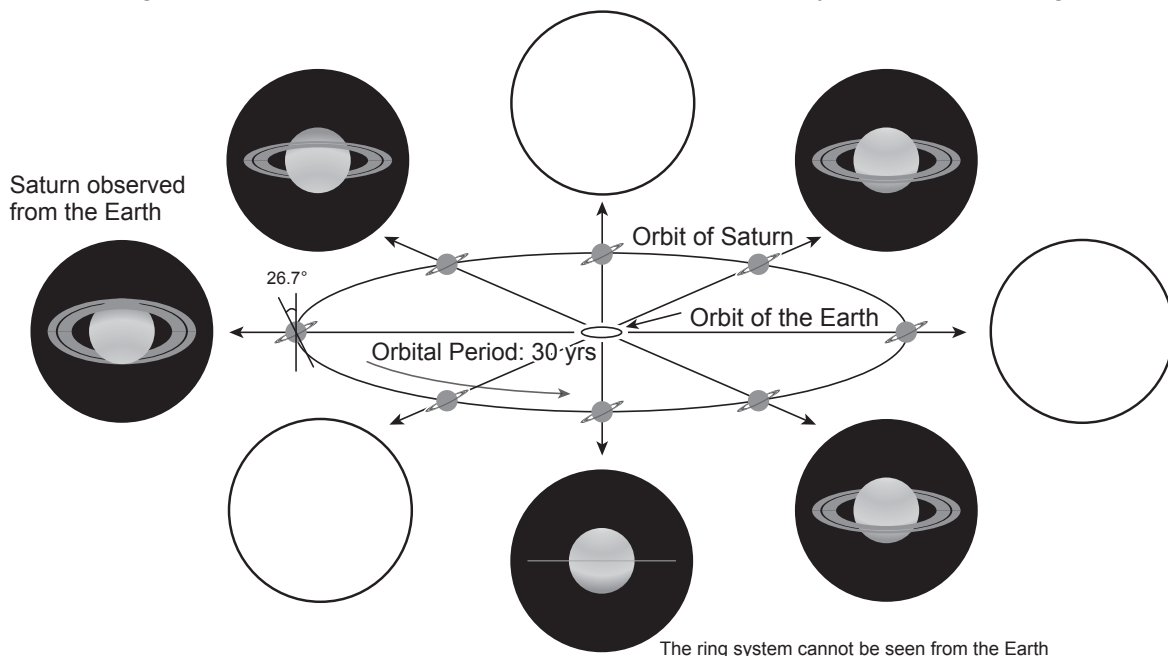 Saturn observed
from the Earth
26.7°
Orbit of Saturn
Orbit of the Earth
Orbital Period: 30 yrs
The ring system cannot be seen from the Earth